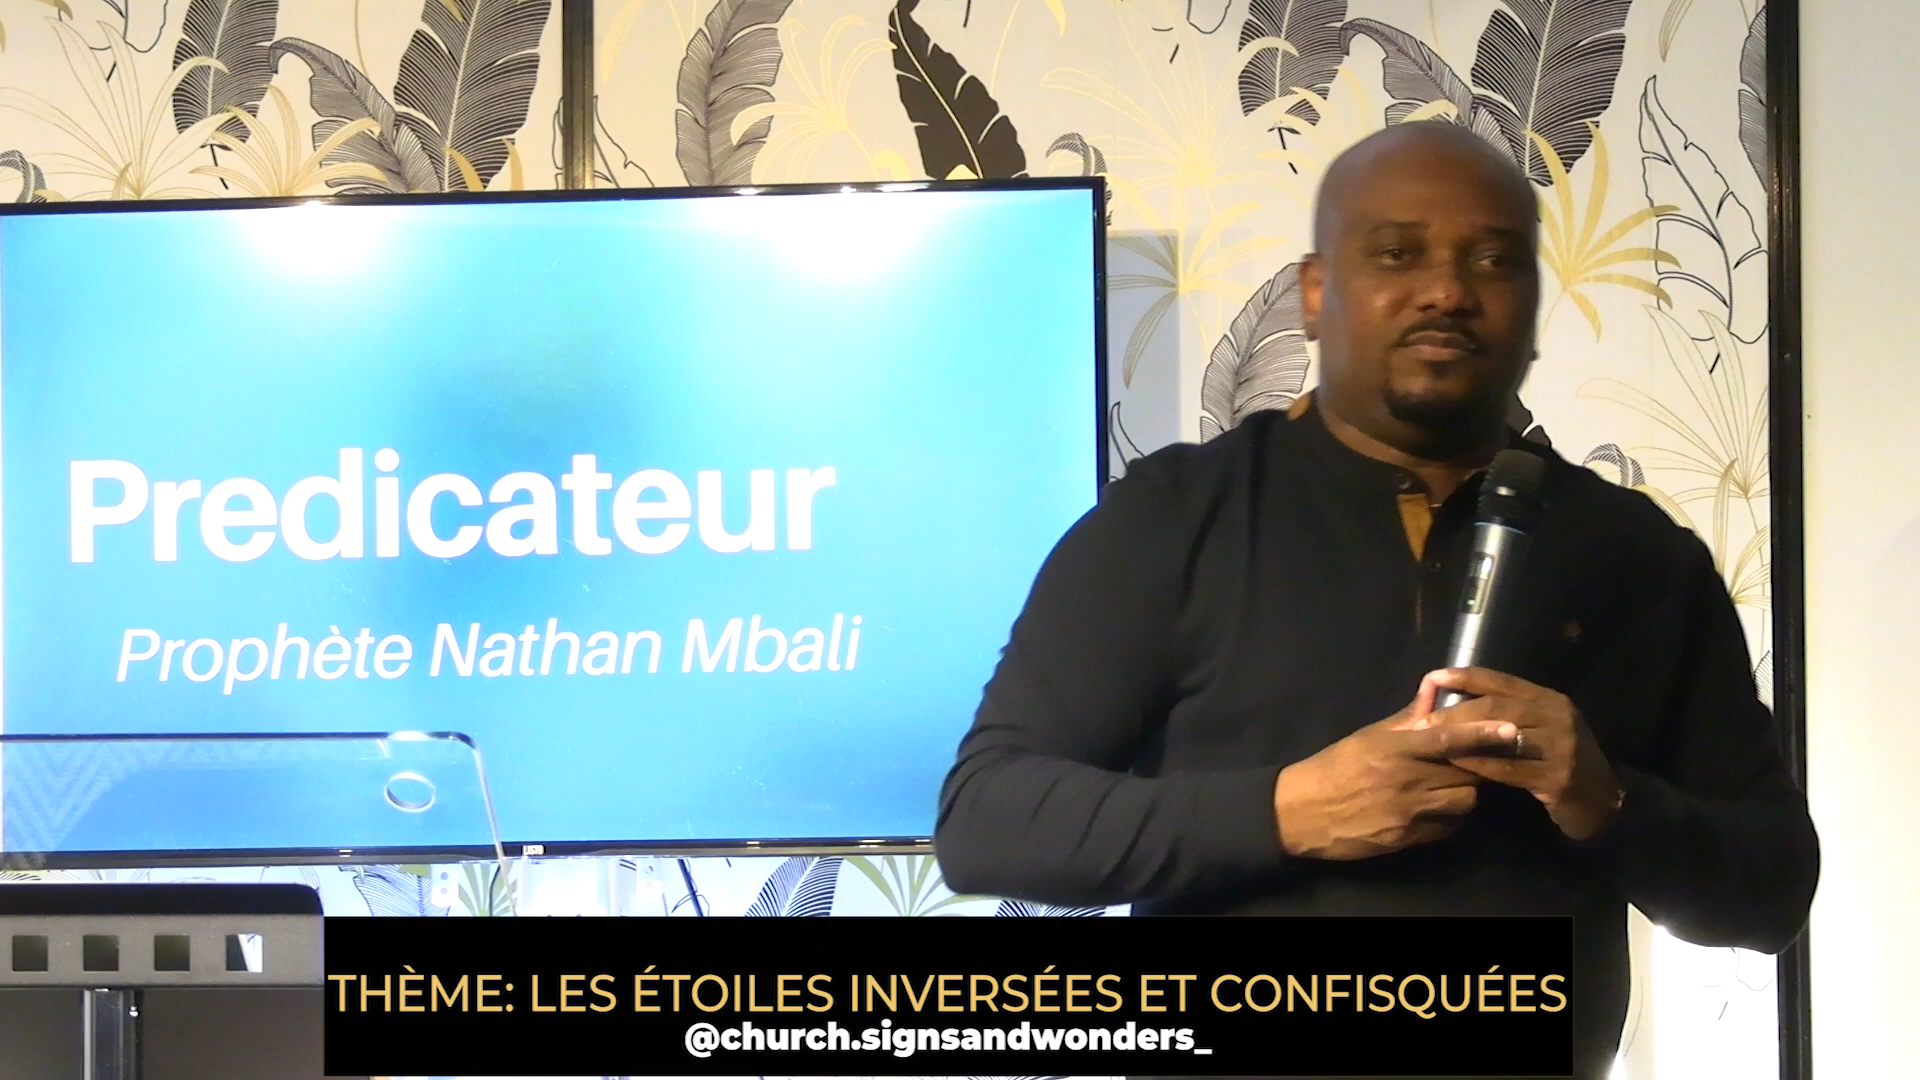 Predicateur
Prophète Nathan Mbali
THÈME: LES ÉTOILES INVERSÉES ET CONFISQUÉES
@church.signsandwonders_